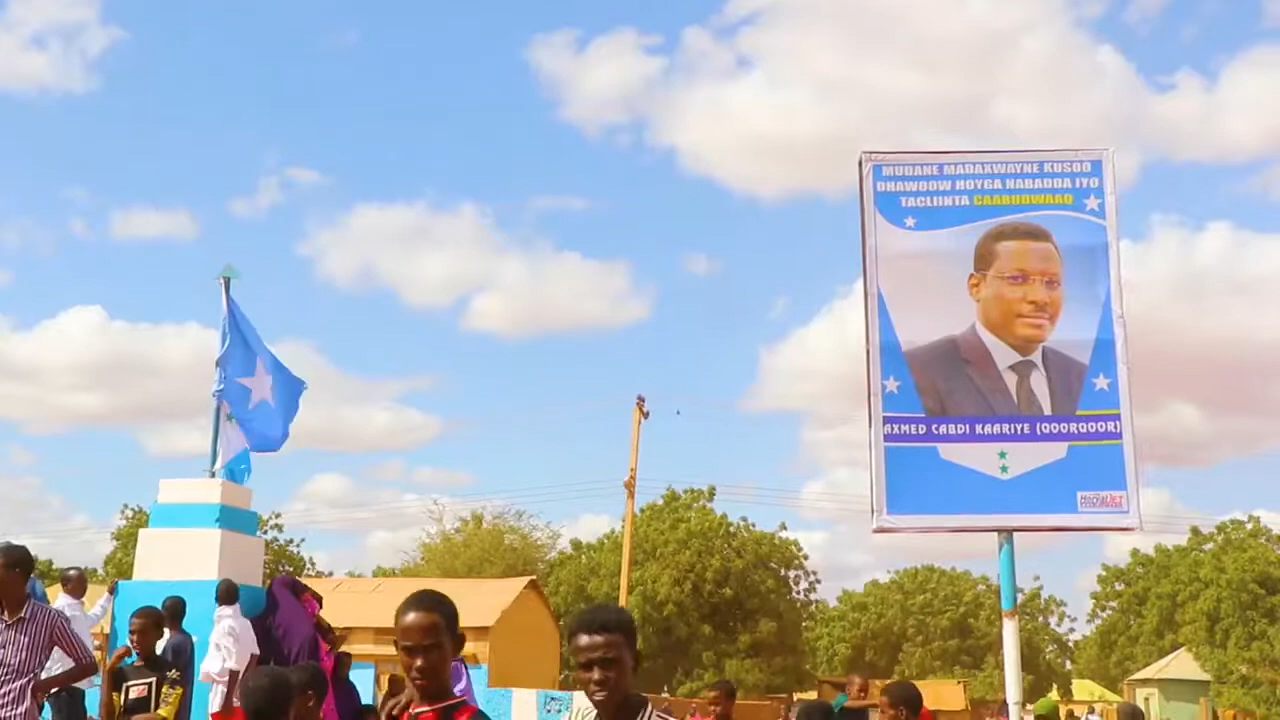 MUDANE MADAXWAYNE KUSOO
DHAWOOW HOYGA NABADDA IYO
TACLIINTA CAABUDWAAQ
AXMED CABDI KAARIYE (QOORQOOR)